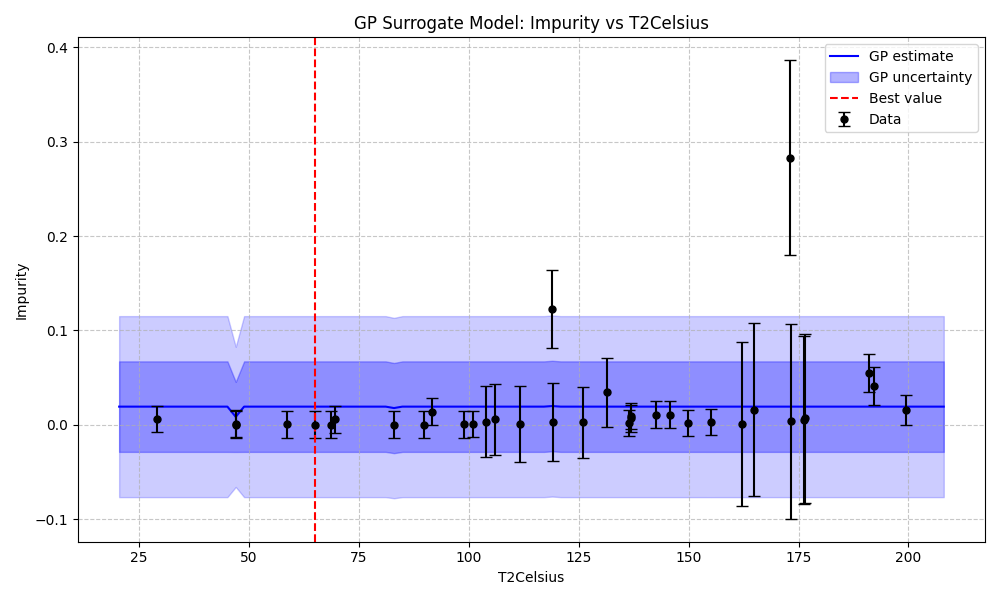 GP Surrogate Model: Impurity vs T2Celsius
GP estimate
GP uncertainty
Best value
Data
Impurity
0.4
0.3
0.2
0.1
0.0
−0.1
25 50 75 100 125 150 175 200
T2Celsius